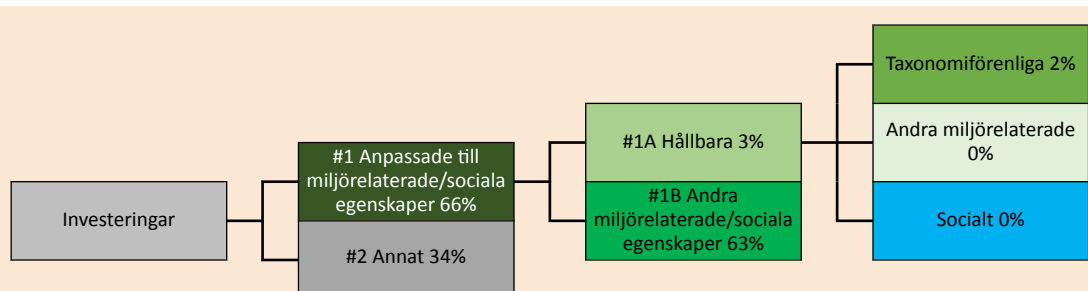 Investeringar
#1 Anpassade till
miljörelaterade/sociala
egenskaper 66%
#2 Annat 34%
#1A Hållbara 3%
#1B Andra
miljörelaterade/sociala
egenskaper 63%
Taxonomiförenliga 2%
Andra miljörelaterade
0%
Socialt 0%